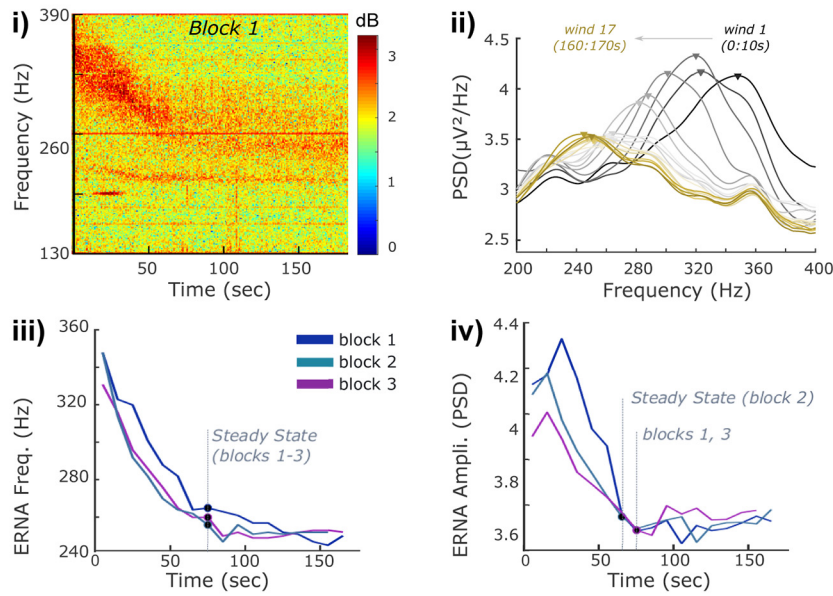 i)
Block 1
dB
390
260
130
Frequency (Hz)
50
100
150
Time (sec)
3
2
1
0
ii)
wind 17
(160:170s)
wind 1
(0:10s)
4.5
4
3.5
3
2.5
PSD(µV²/Hz)
200
240
280
320
360
400
Frequency (Hz)
iii)
360
320
260
240
ERNA Freq. (Hz)
block 1
block 2
block 3
Steady State
(blocks 1-3)
0
50
100
150
Time (sec)
iv)
4.4
4.2
4
3.8
3.6
ERNA Ampli. (PSD)
Steady State (block 2)
blocks 1, 3
0
50
100
150
Time (sec)